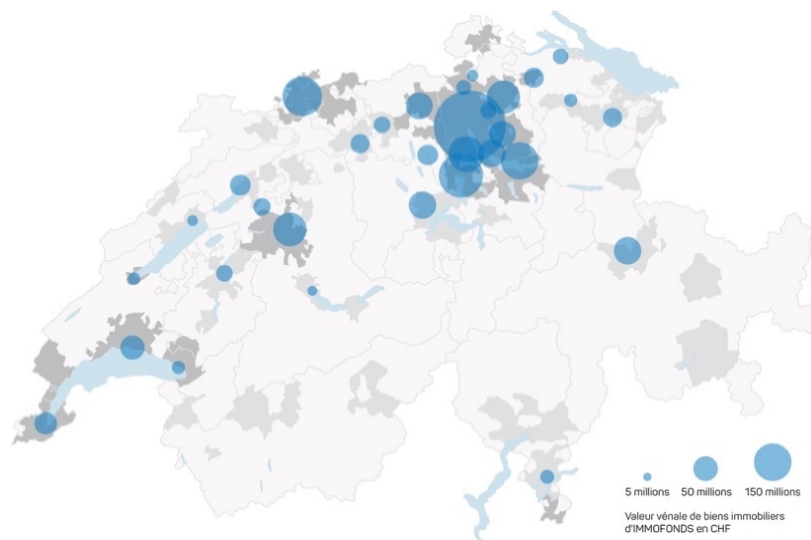 5 millions 50 millions 150 millions
Valeur vénale de biens immobiliers
d'IMMOFONDS en CHF